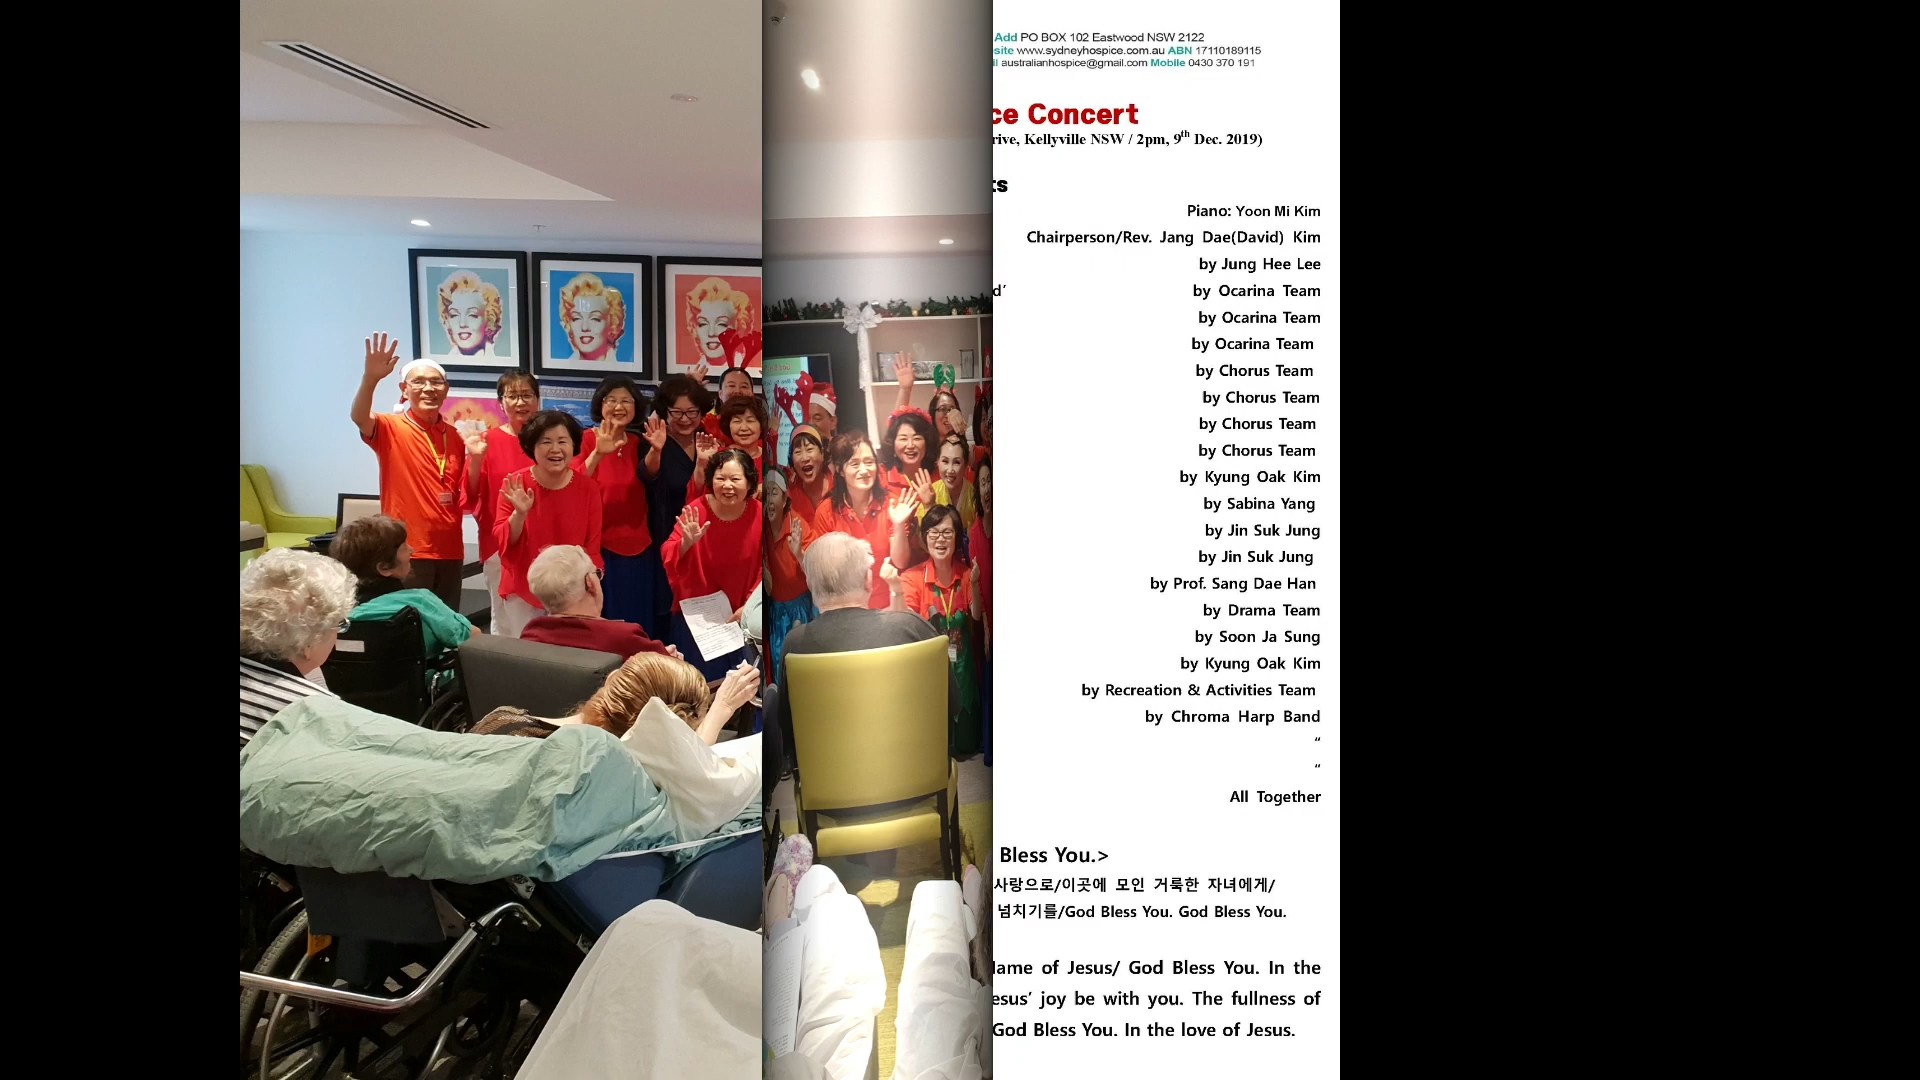 Add PO BOX 102 Eastwood NSW 2122
site www.sydneyhospice.com.au ABN 17110189115
il australianhospice@gmail.com Mobile 0430 370 191
ce Concert
rive, Kellyville NSW / 2pm, 9th Dec. 2019)
ts
Piano: Yoon Mi Kim
Chairperson/Rev. Jang Dae(David) Kim
by Jung Hee Lee
d’ by Ocarina Team
by Ocarina Team
by Ocarina Team
by Chorus Team
by Chorus Team
by Chorus Team
by Chorus Team
by Kyung Oak Kim
by Sabina Yang
by Jin Suk Jung
by Jin Suk Jung
by Prof. Sang Dae Han
by Drama Team
by Soon Ja Sung
by Kyung Oak Kim
by Recreation & Activities Team
by Chroma Harp Band
“
“
All Together
Bless You.>
사랑으로/이곳에 모인 거룩한 자녀에게/
넘치기를/God Bless You. God Bless You.
ame of Jesus/ God Bless You. In the
esus’ joy be with you. The fullness of
God Bless You. In the love of Jesus.